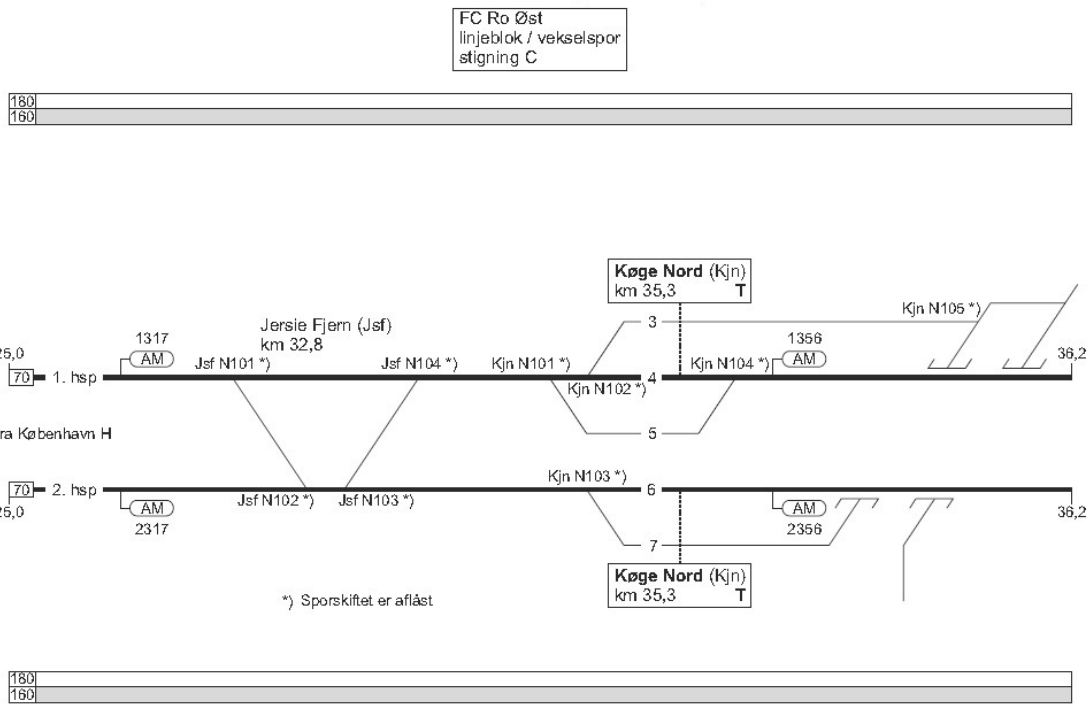 FC Ro Øst
linjeblok / vekselspor
stigning C
180
160
Køge Nord (Kjn)
km 35,3 T
Kjn N105 *)
3
Jersie Fjern (Jsf)
km 32,8
1317
1356
25,0
AM
Jsf N101 *)
Jsf N104 *)
Kjn N101 *)
Kjn N104 *)
AM
36,2
70
1. hsp
4
Kjn N102 *)
ra København H
5
Kjn N103 *)
70
2. hsp
6
25,0
AM
Jsf N102 *)
Jsf N103 *)
AM
36,2
2317
2356
7
Køge Nord (Kjn)
km 35,3 T
*) Sporskiftet er aflåst
180
160